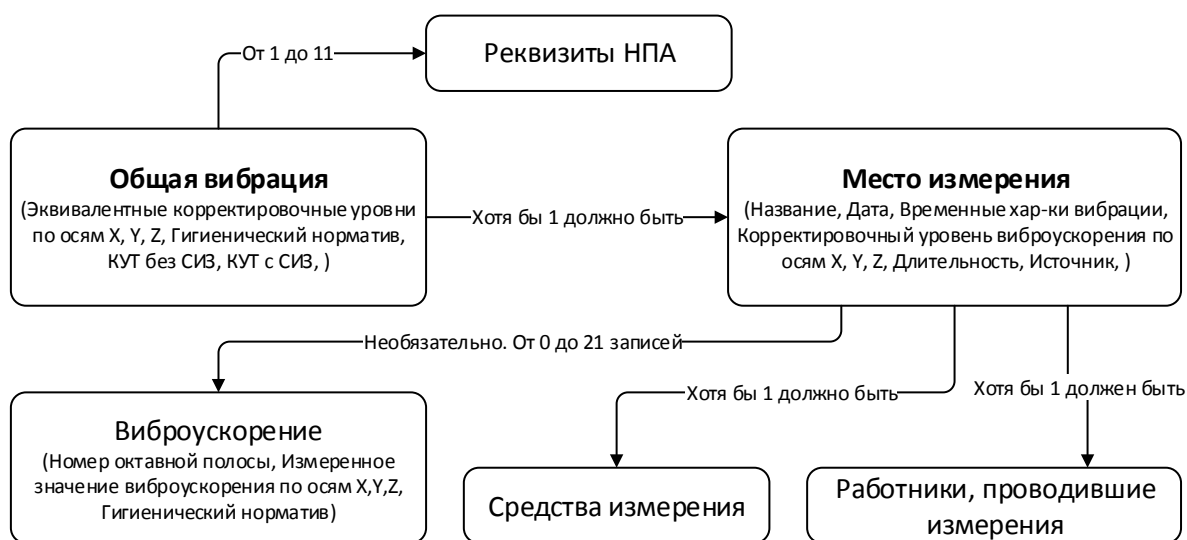 От 1 до 11
Реквизиты НПА
Общая вибрация
(Эквивалентные корректировочные уровни
по осям X, Y, Z, Гигиенический норматив,
КУТ без СИЗ, КУТ с СИЗ, )
Хотя бы 1 должно быть
Место измерения
(Название, Дата, Временные хар-ки вибрации,
Корректировочный уровень виброускорения по
осям X, Y, Z, Длительность, Источник, )
Необязательно. От 0 до 21 записей
Хотя бы 1 должно быть
Хотя бы 1 должен быть
Виброускорение
(Номер октавной полосы, Измеренное
значение виброускорения по осям X,Y,Z,
Гигиенический норматив)
Средства измерения
Работники, проводившие
измерения